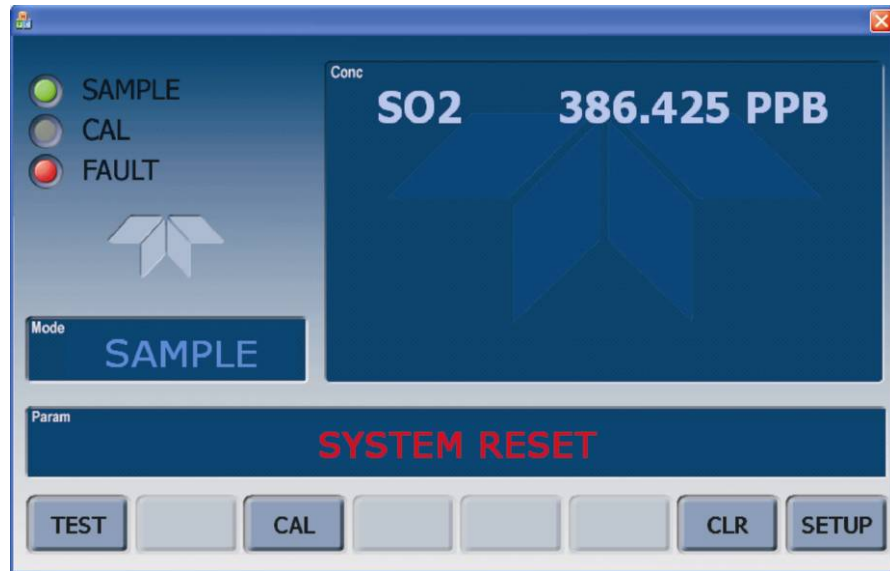 SAMPLE
CAL
FAULT
Conc
SO2 386.425 PPB
Mode
SAMPLE
Param
SYSTEM RESET
TEST CAL CLR SETUP